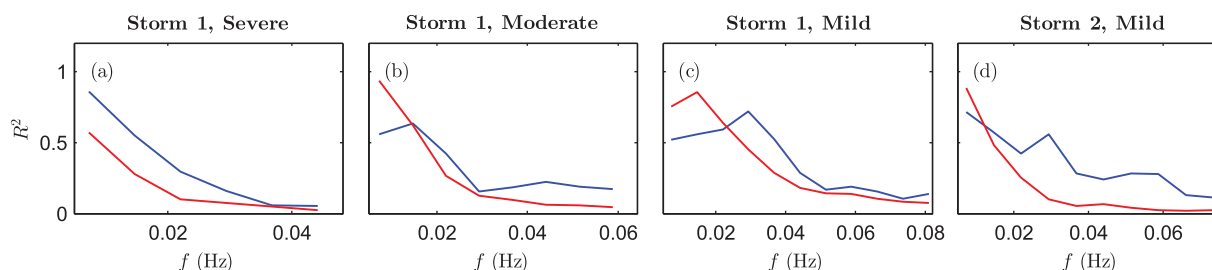 Storm 1, Severe
Storm 1, Moderate
Storm 1, Mild
Storm 2, Mild
(a)
(b)
(c)
(d)
1
0.5
0
R²
0.02 0.04
0.02 0.04 0.06
0.02 0.04 0.06 0.08
0.02 0.04 0.06
f (Hz)
f (Hz)
f (Hz)
f (Hz)